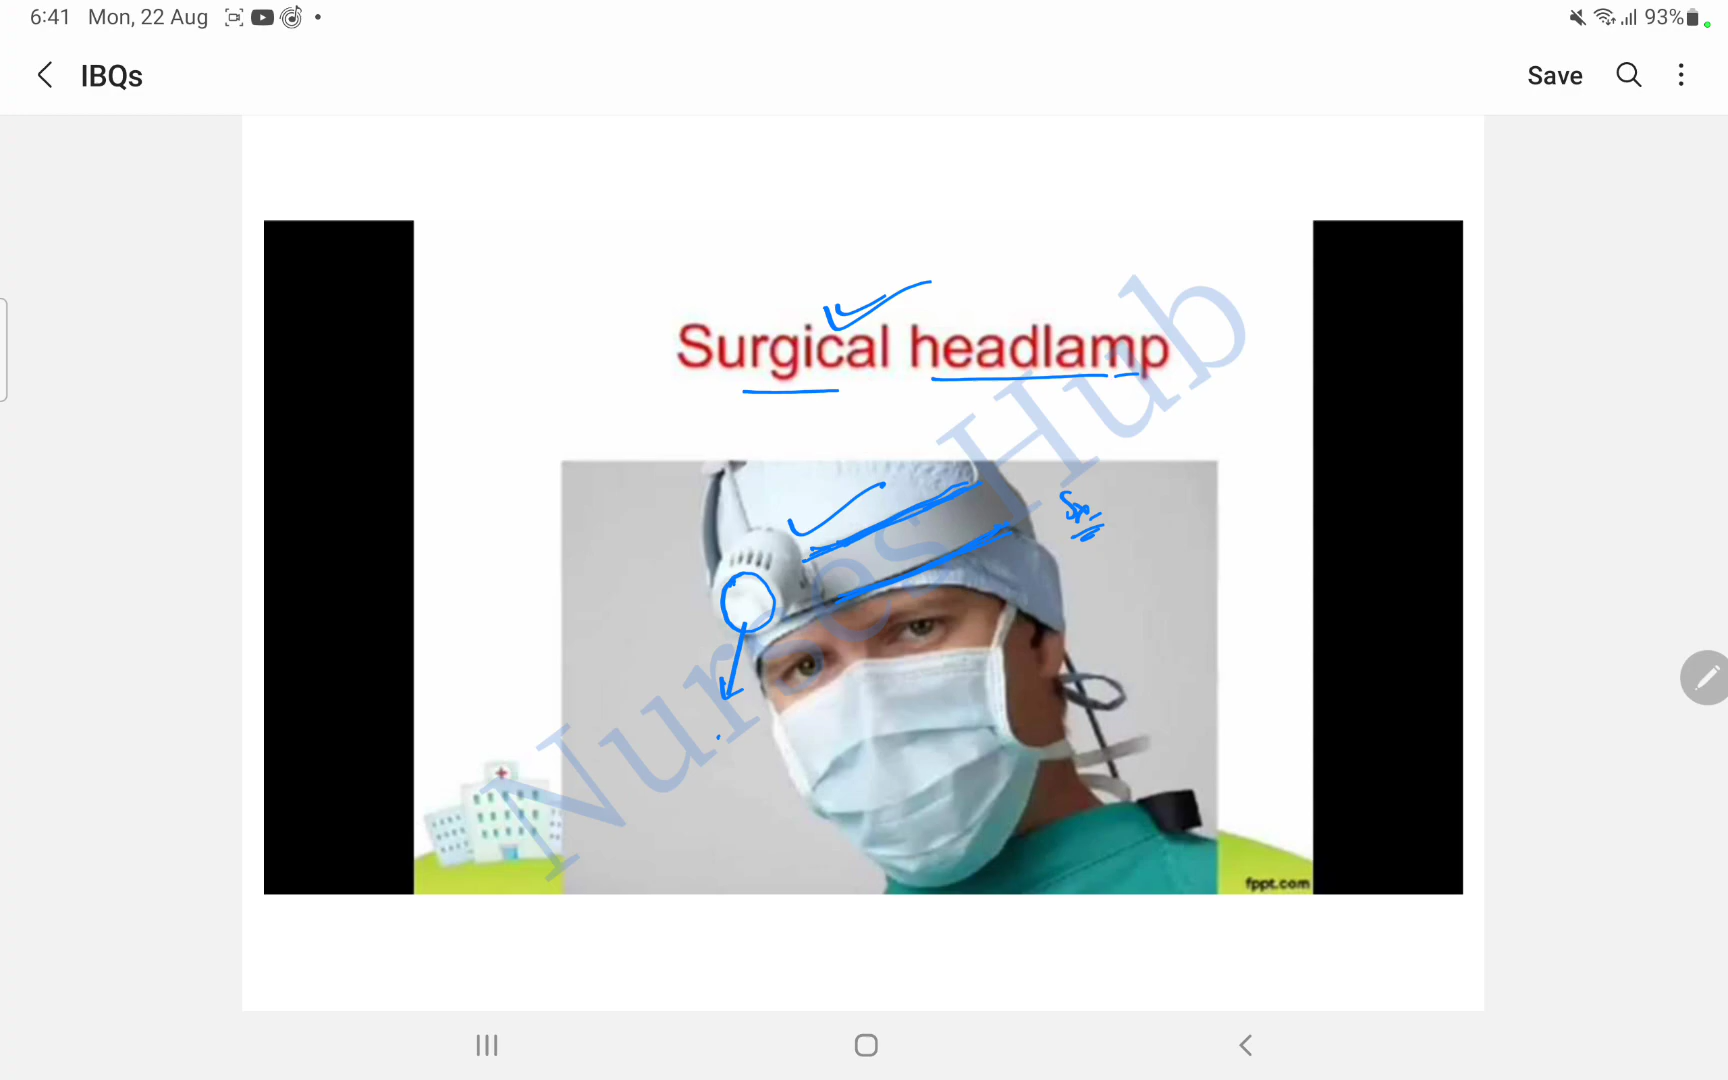 6:41 Mon, 22 Aug
93%
IBQs
Save
Surgical headlamp
Nurses Hub
fppt.com